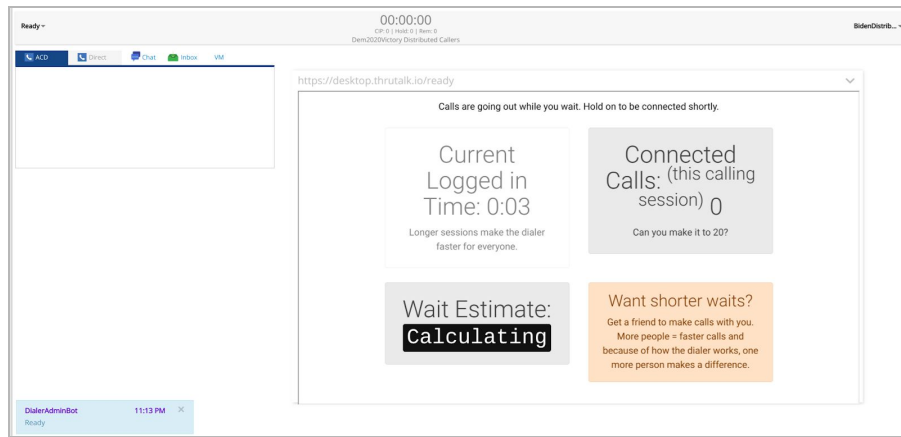 Ready
00:00:00
CIP: 0 | Hold: 0 | Rem: 0
Dem2020Victory Distributed Callers
BidenDistrib...
ACD Direct Chat Inbox VM
https://desktop.thrutalk.io/ready
Calls are going out while you wait. Hold on to be connected shortly.
Current
Logged in
Time: 0:03
Longer sessions make the dialer
faster for everyone.
Connected
Calls: (this calling
session) 0
Can you make it to 20?
Wait Estimate:
Calculating
Want shorter waits?
Get a friend to make calls with you.
More people = faster calls and
because of how the dialer works, one
more person makes a difference.
DialerAdminBot 11:13 PM
Ready